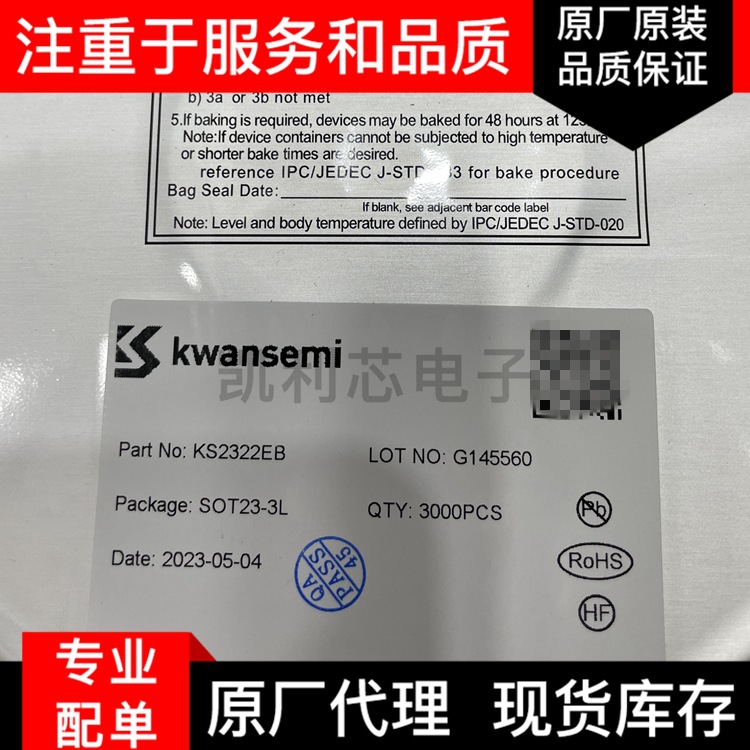 注重于服务和品质
原厂原装
品质保证
b) 3a or 3b not met
5.If baking is required, devices may be baked for 48 hours at
Note:If device containers cannot be subjected to high temperature
or shorter bake times are desired.
reference IPC/JEDEC for bake procedure
Bag Seal Date:
If blank, see adjacent bar code label
Note: Level and body temperature defined by IPC/JEDEC J-STD-020
kwansemi
凯利芯电子
Part No: KS2322EB
LOT NO: G145560
Package: SOT23-3L
QTY: 3000PCS
Pb
Date: 2023-05-04
QA
PASS
45
RoHS
HF
专业
配单
原厂代理 现货库存